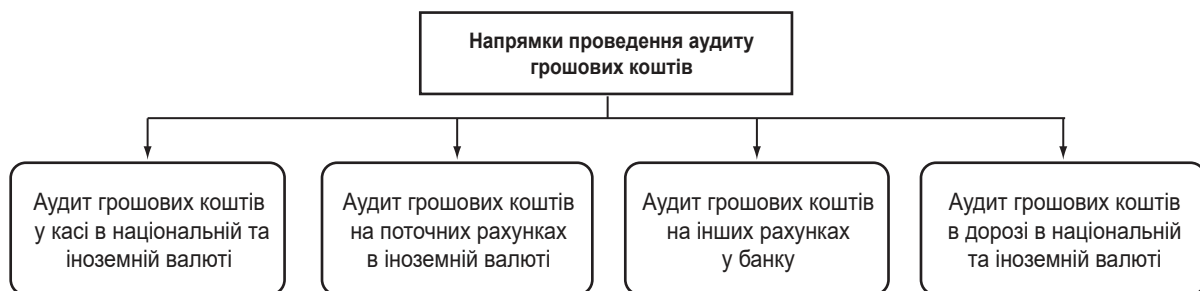 Напрямки проведення аудиту
грошових коштів
Аудит грошових коштів
у касі в національній та
іноземній валюті
Аудит грошових коштів
на поточних рахунках
в іноземній валюті
Аудит грошових коштів
на інших рахунках
у банку
Аудит грошових коштів
в дорозі в національній
та іноземній валюті